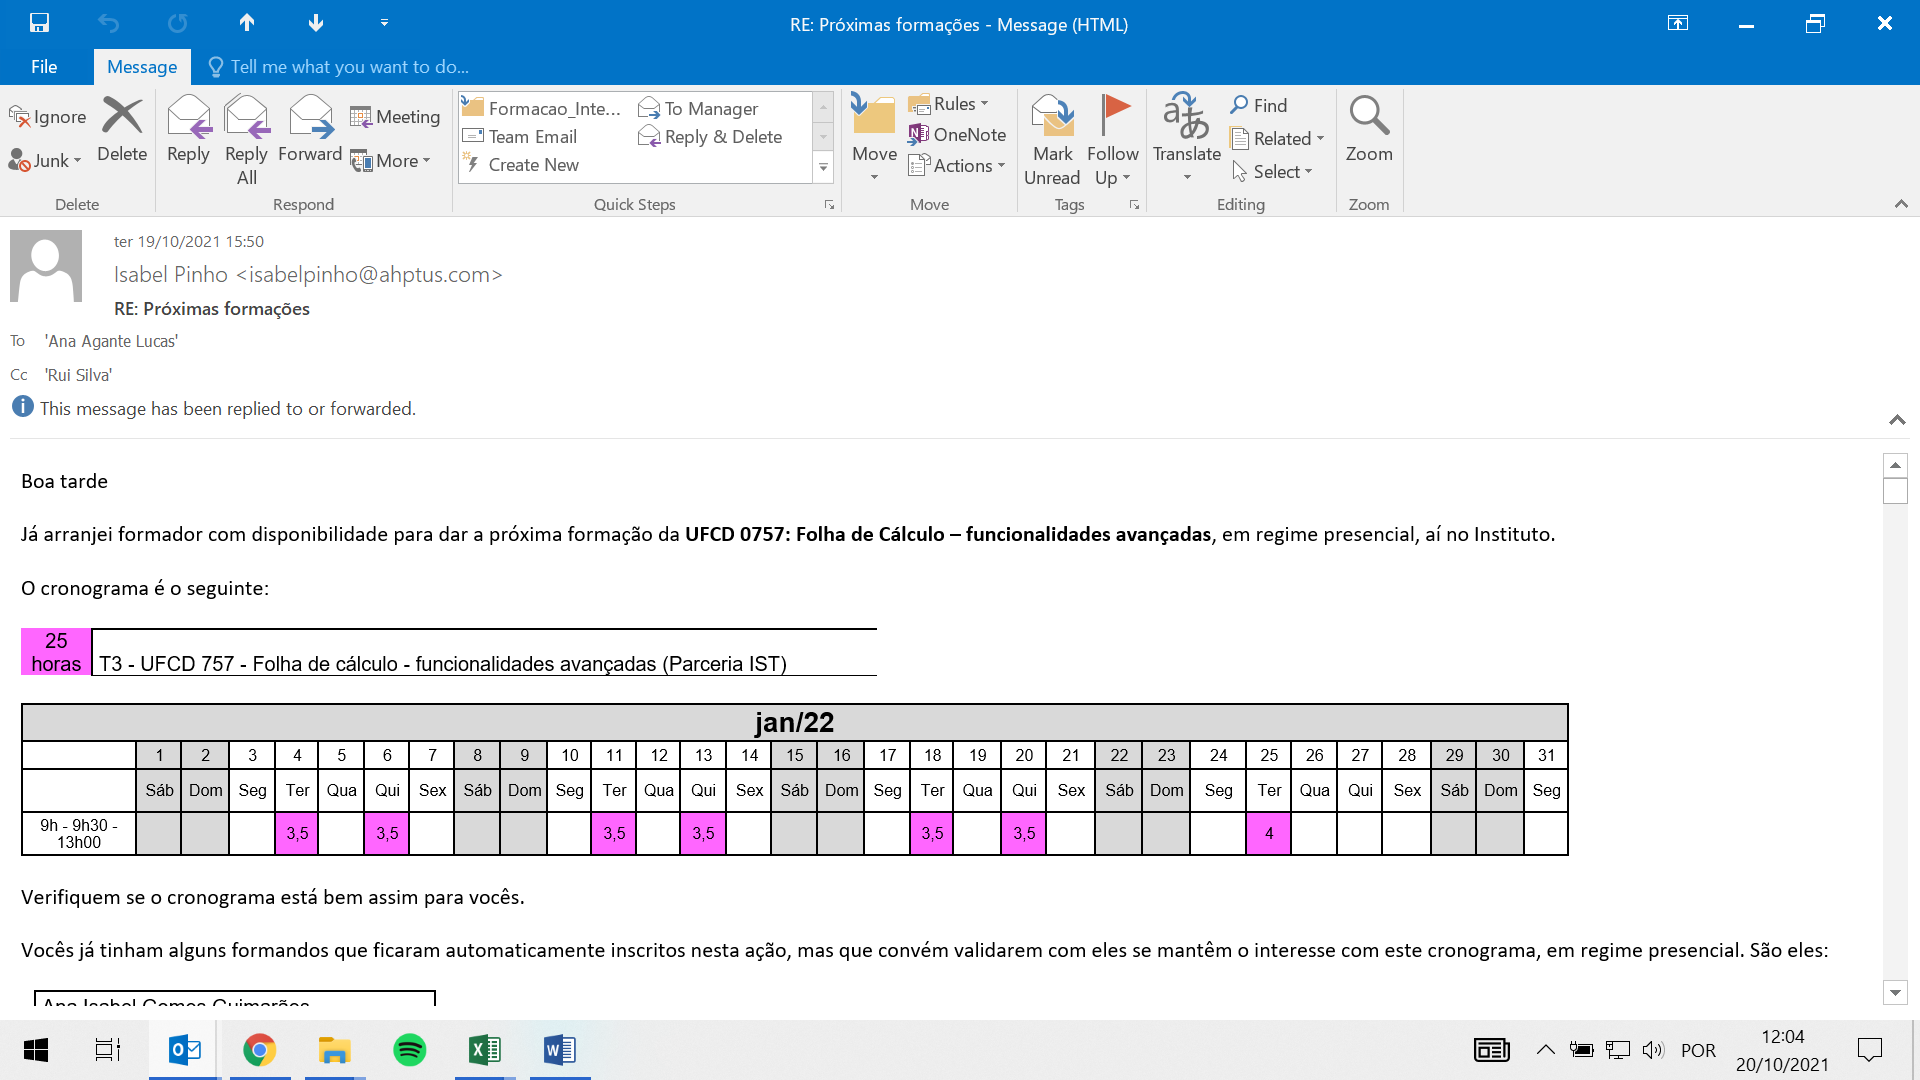 RE: Próximas formações - Message (HTML)
File
Message
Tell me what you want to do...
Ignore
Junk
Delete
Delete
Reply
Reply All
Forward
Meeting
More
Respond
Formacao_Inte...
To Manager
Team Email
Reply & Delete
Create New
Quick Steps
Move
Rules
OneNote
Actions
Move
Mark Unread
Follow Up
Tags
Translate
Find
Related
Select
Editing
Zoom
Zoom
ter 19/10/2021 15:50
Isabel Pinho <isabelpinho@ahptus.com>
RE: Próximas formações
To 'Ana Agante Lucas'
Cc 'Rui Silva'
This message has been replied to or forwarded.
Boa tarde
Já arranjei formador com disponibilidade para dar a próxima formação da UFCD 0757: Folha de Cálculo – funcionalidades avançadas, em regime presencial, aí no Instituto.
O cronograma é o seguinte:
25 horas
T3 - UFCD 757 - Folha de cálculo - funcionalidades avançadas (Parceria IST)
jan/22
1 2 3 4 5 6 7 8 9 10 11 12 13 14 15 16 17 18 19 20 21 22 23 24 25 26 27 28 29 30 31
Sáb Dom Seg Ter Qua Qui Sex Sáb Dom Seg Ter Qua Qui Sex Sáb Dom Seg Ter Qua Qui Sex Sáb Dom Seg Ter Qua Qui Sex Sáb Dom Seg
9h - 9h30 - 13h00 3,5 3,5 3,5 3,5 3,5 3,5 4
Verifiquem se o cronograma está bem assim para vocês.
Vocês já tinham alguns formandos que ficaram automaticamente inscritos nesta ação, mas que convém validarem com eles se mantêm o interesse com este cronograma, em regime presencial. São eles:
Ana Isabel Gomes Guimarães
POR
12:04
20/10/2021